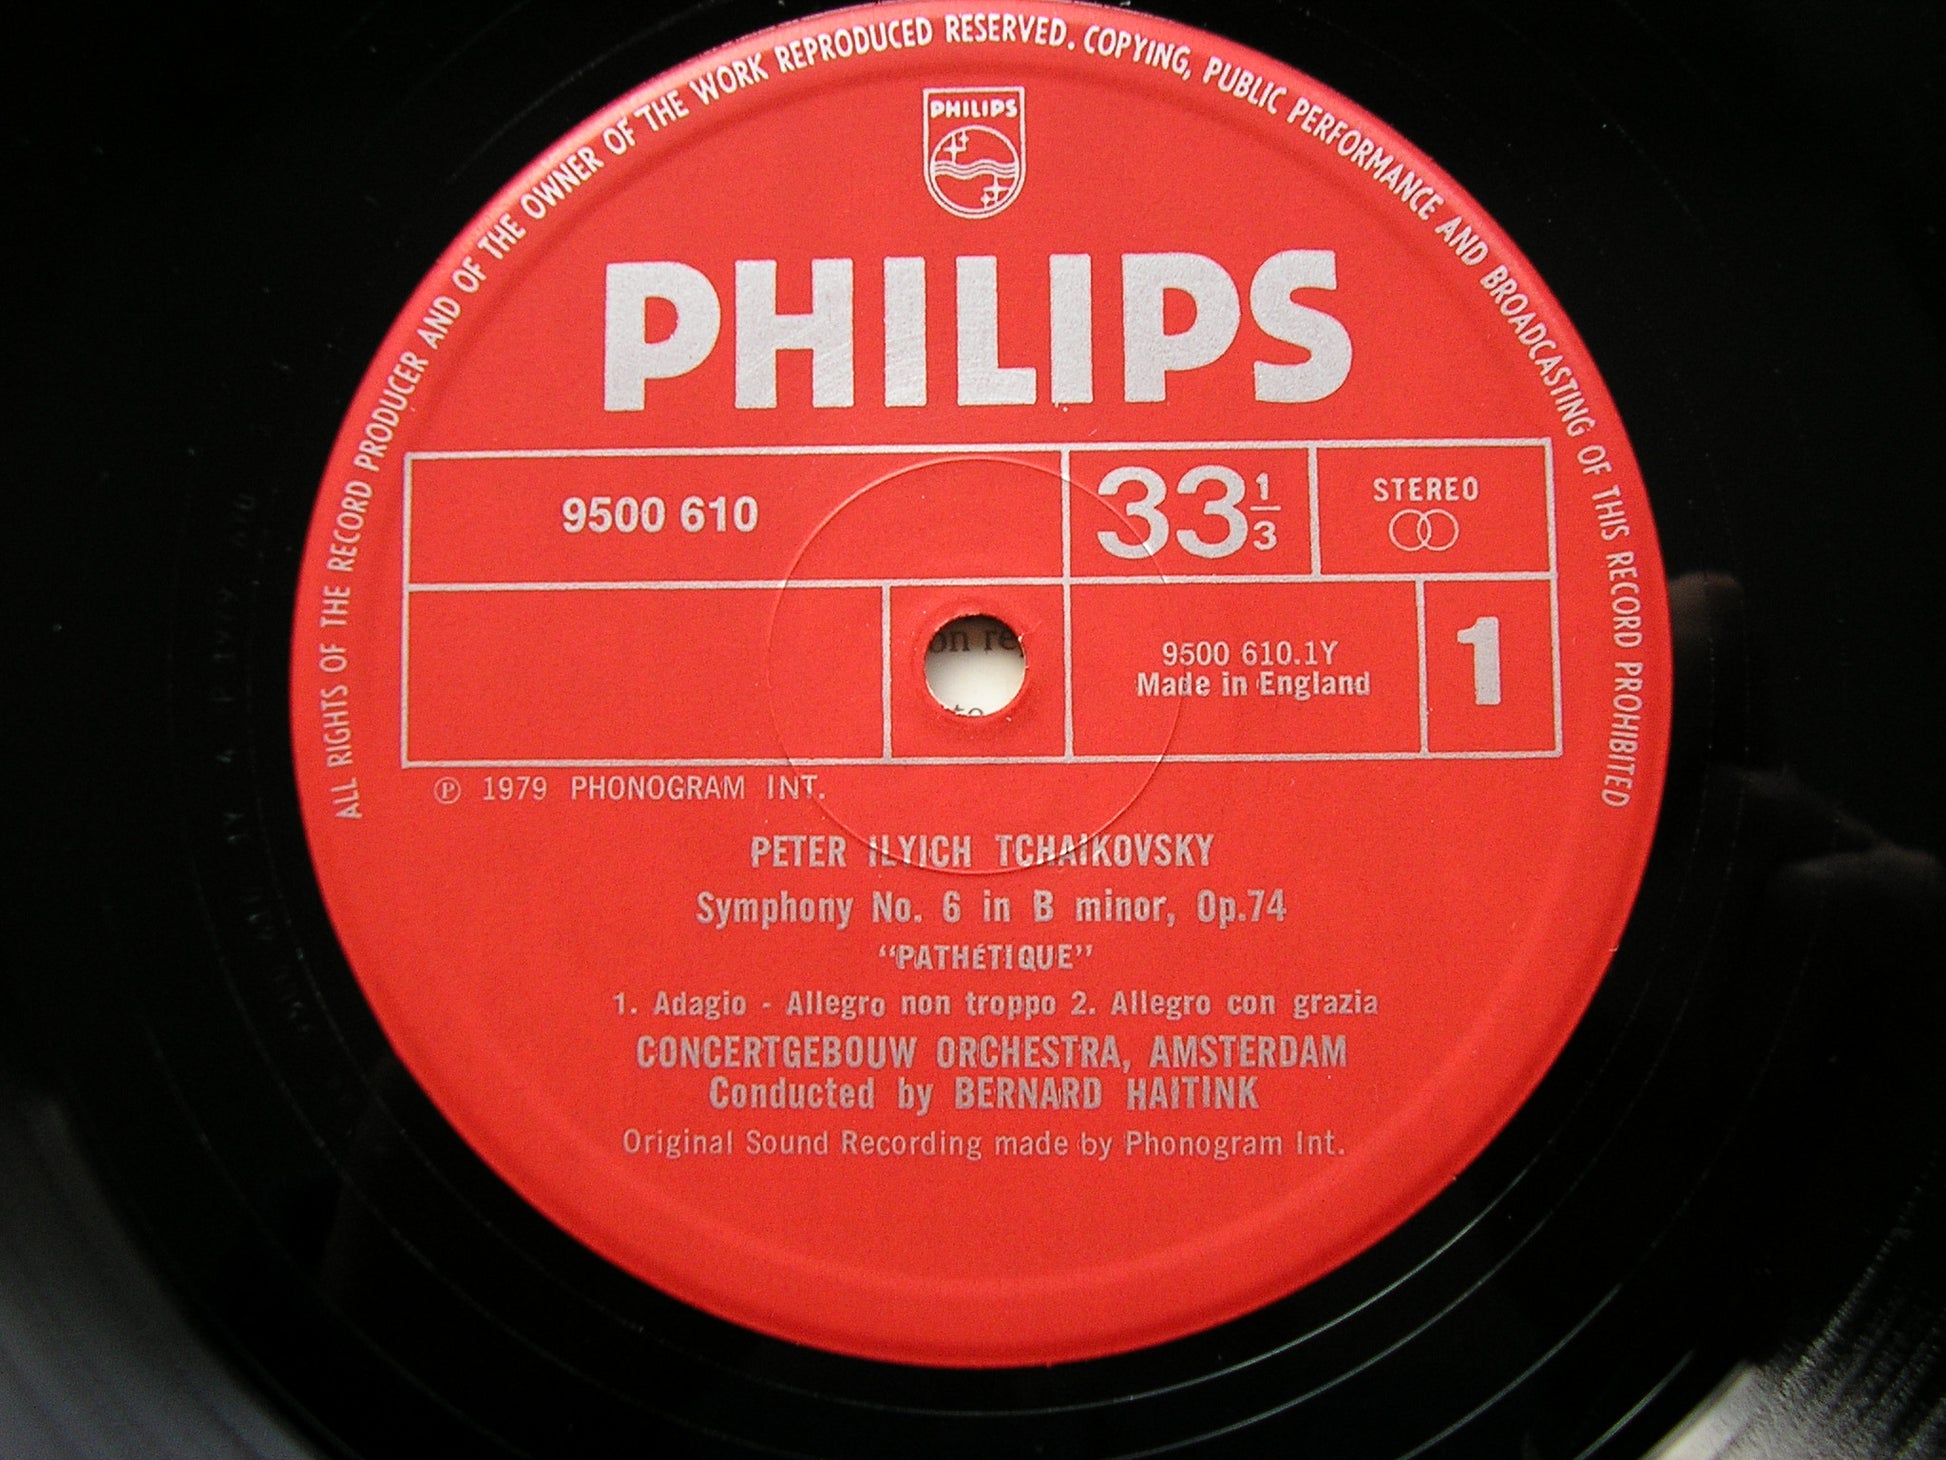 ALL RIGHTS OF THE RECORD PRODUCER AND OF THE OWNER OF THE WORK REPRODUCED RESERVED. COPYING, PUBLIC PERFORMANCE AND BROADCASTING OF THIS RECORD PROHIBITED
PHILIPS
PHILIPS
9500 610
33 1/3
STEREO
9500 610.1Y
Made in England
1
on re
℗ 1979 PHONOGRAM INT.
PETER ILYICH TCHAIKOVSKY
Symphony No. 6 in B minor, Op.74
“PATHÉTIQUE”
1. Adagio - Allegro non troppo 2. Allegro con grazia
CONCERTGEBOUW ORCHESTRA, AMSTERDAM
Conducted by BERNARD HAITINK
Original Sound Recording made by Phonogram Int.